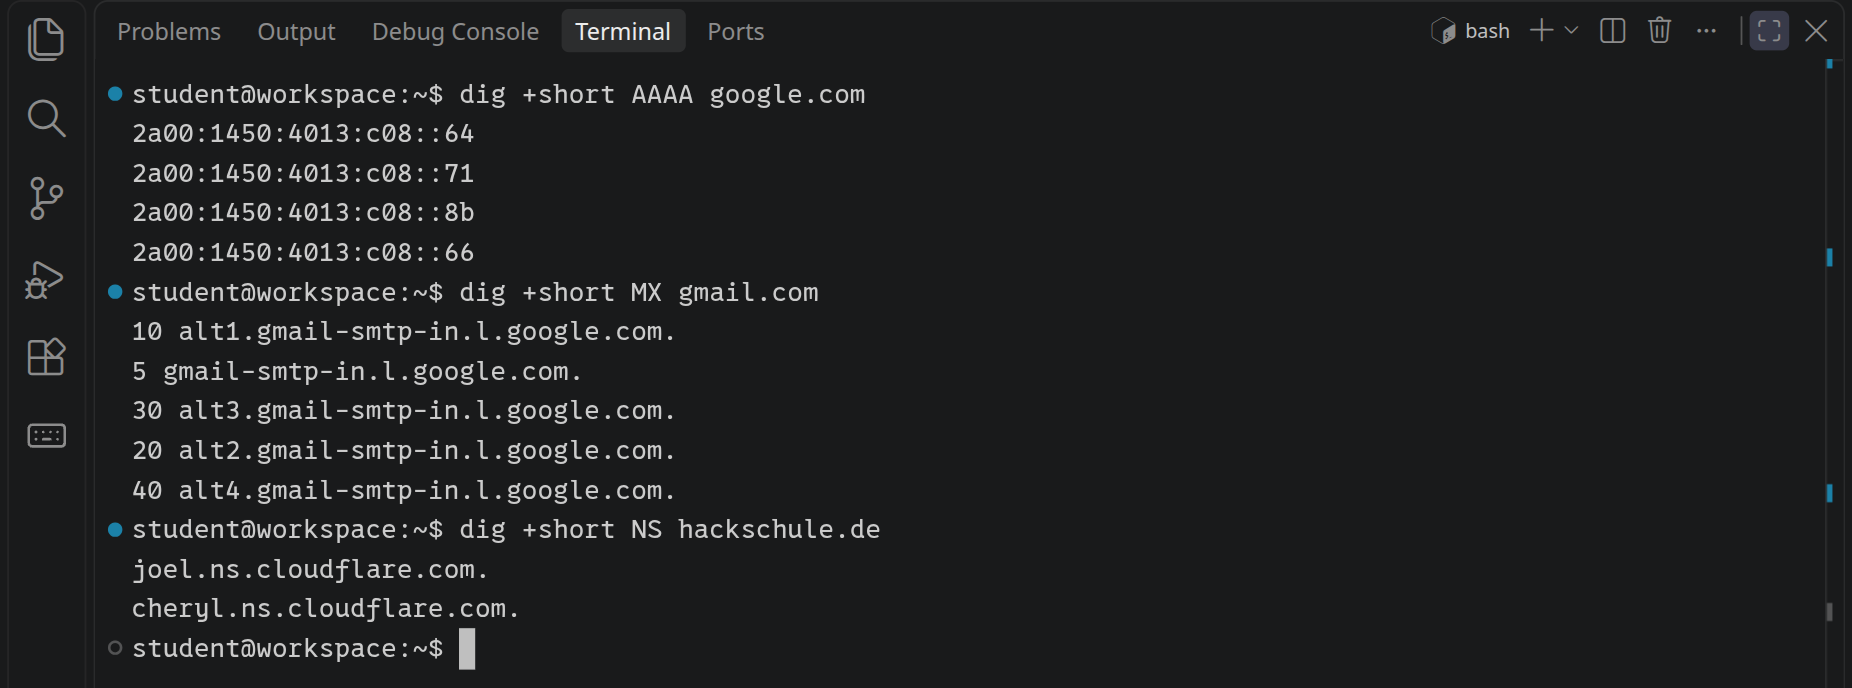 Problems Output Debug Console Terminal Ports bash
student@workspace:~$ dig +short AAAA google.com
2a00:1450:4013:c08::64
2a00:1450:4013:c08::71
2a00:1450:4013:c08::8b
2a00:1450:4013:c08::66
student@workspace:~$ dig +short MX gmail.com
10 alt1.gmail-smtp-in.l.google.com.
5 gmail-smtp-in.l.google.com.
30 alt3.gmail-smtp-in.l.google.com.
20 alt2.gmail-smtp-in.l.google.com.
40 alt4.gmail-smtp-in.l.google.com.
student@workspace:~$ dig +short NS hackschule.de
joel.ns.cloudflare.com.
cheryl.ns.cloudflare.com.
student@workspace:~$